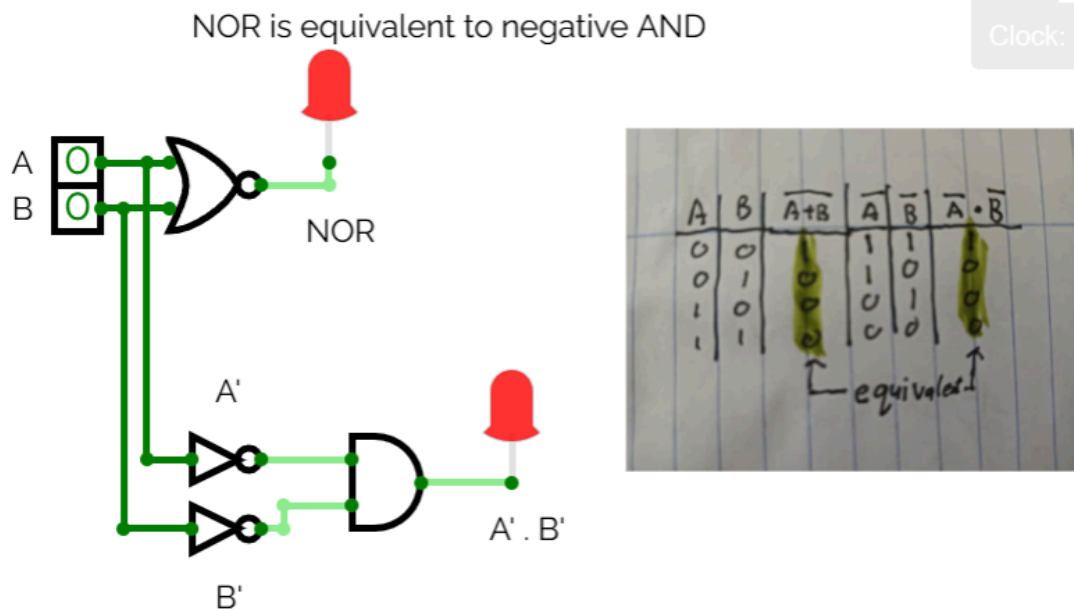 NOR is equivalent to negative AND
Clock:
A 0
B 0
NOR
A'
B'
A' . B'
A B A̅+̅B̅ A̅ B̅ A̅ · B̅
0 0 1 1 1 1
0 1 0 1 0 0
1 0 0 0 1 0
1 1 0 0 0 0
equivalent